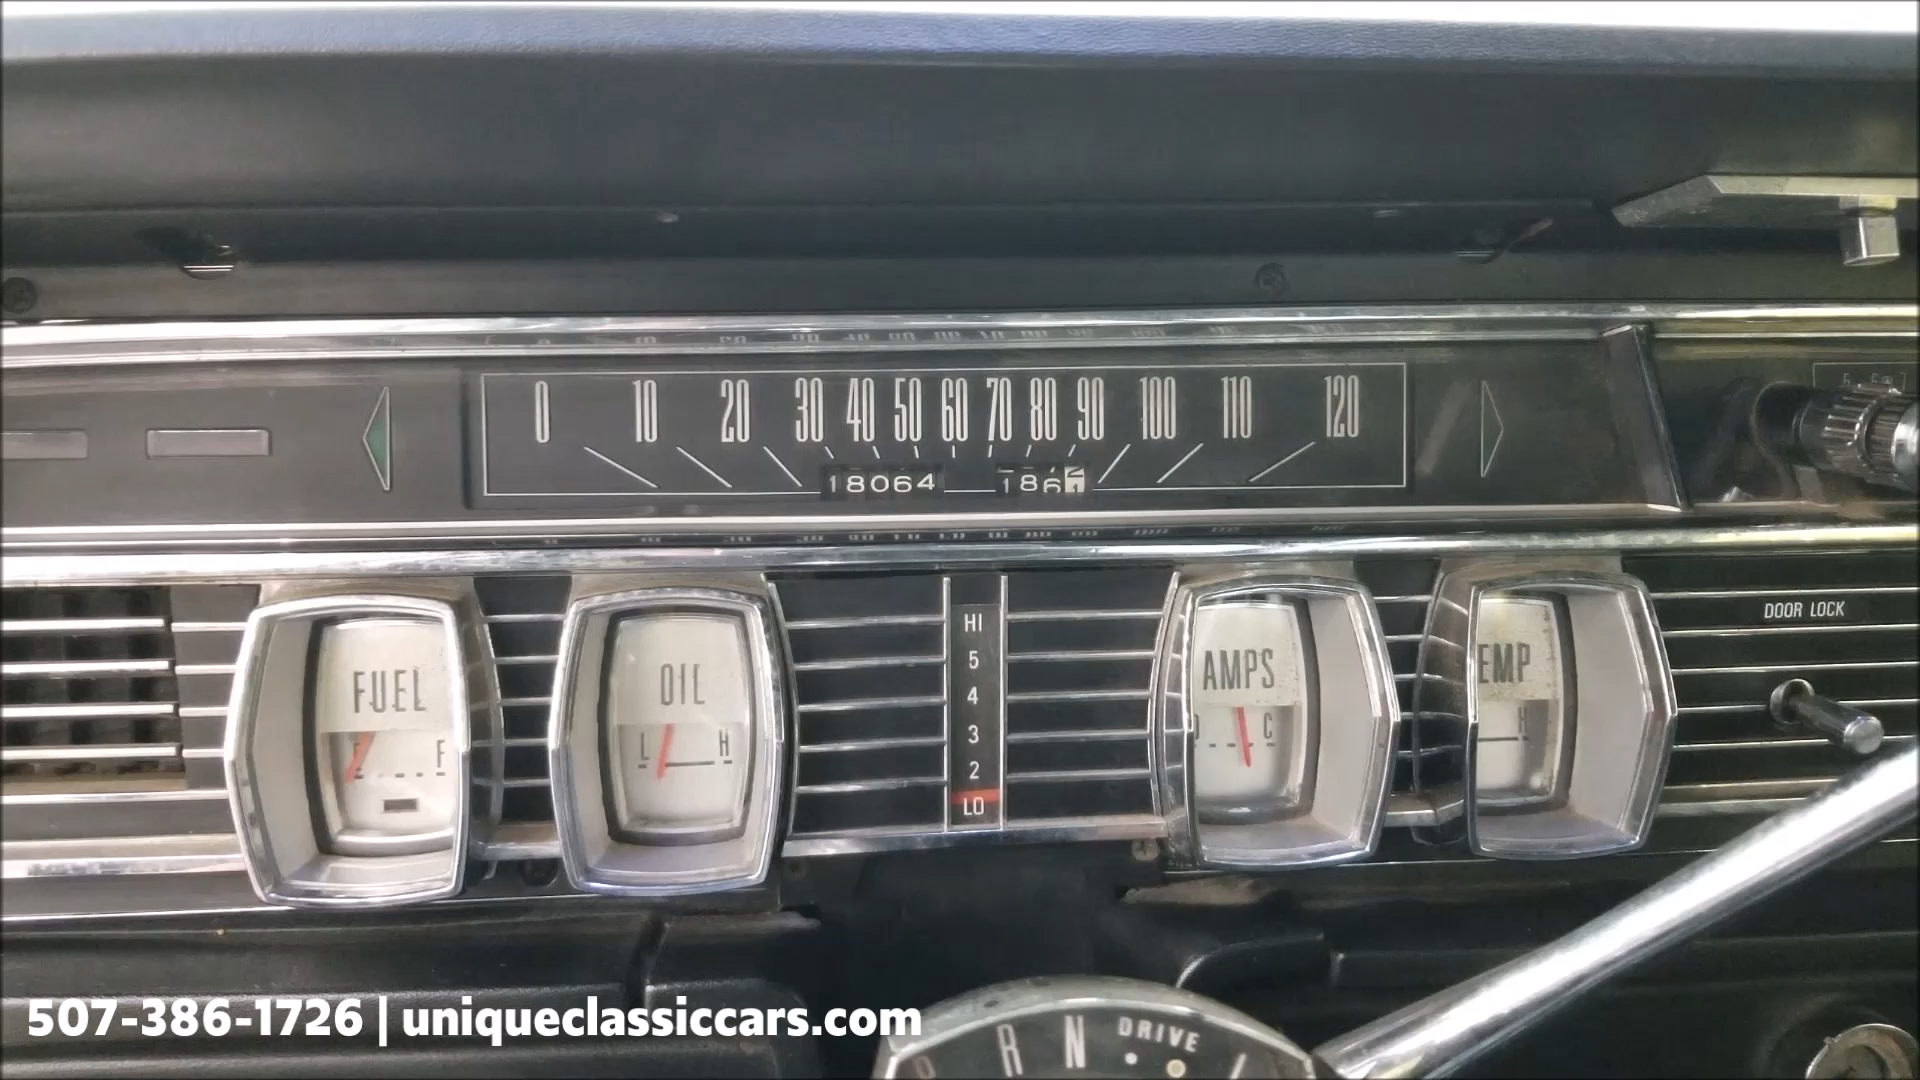 0 10 20 30 40 50 60 70 80 90 100 110 120
18064 186
DOOR LOCK
HI
5
4
3
2
LO
FUEL
E F
OIL
L H
AMPS
C
EMP
H
R N DRIVE
507-386-1726 | uniqueclassiccars.com